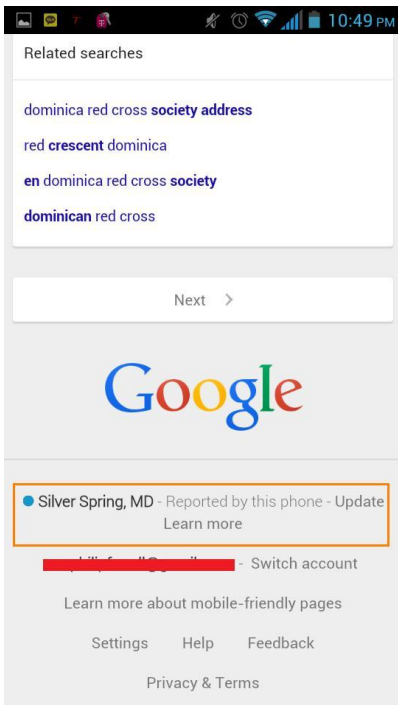 10:49 PM
Related searches
dominica red cross society address
red crescent dominica
en dominica red cross society
dominican red cross
Next
Google
Silver Spring, MD - Reported by this phone - Update
Learn more
- Switch account
Learn more about mobile-friendly pages
Settings Help Feedback
Privacy & Terms